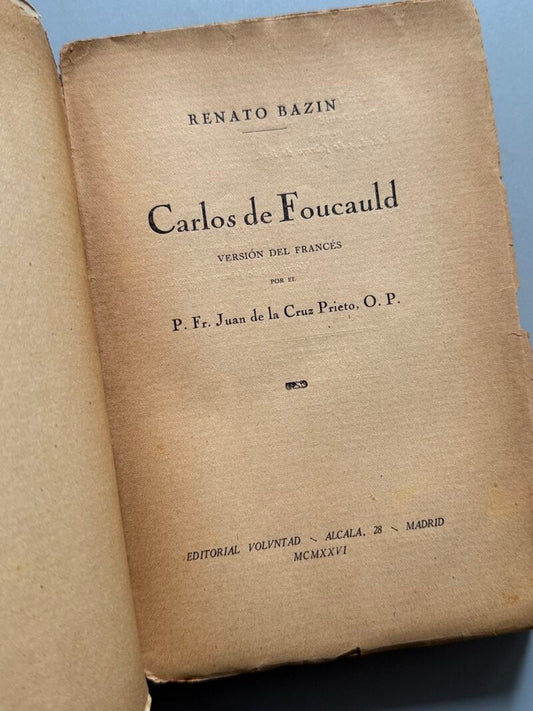 RENATO BAZIN
Carlos de Foucauld
VERSIÓN DEL FRANCÉS
POR EL
P. Fr. Juan de la Cruz Prieto, O. P.
EDITORIAL VOLVNTAD ~ ALCALA, 28 ~ MADRID
MCMXXVI